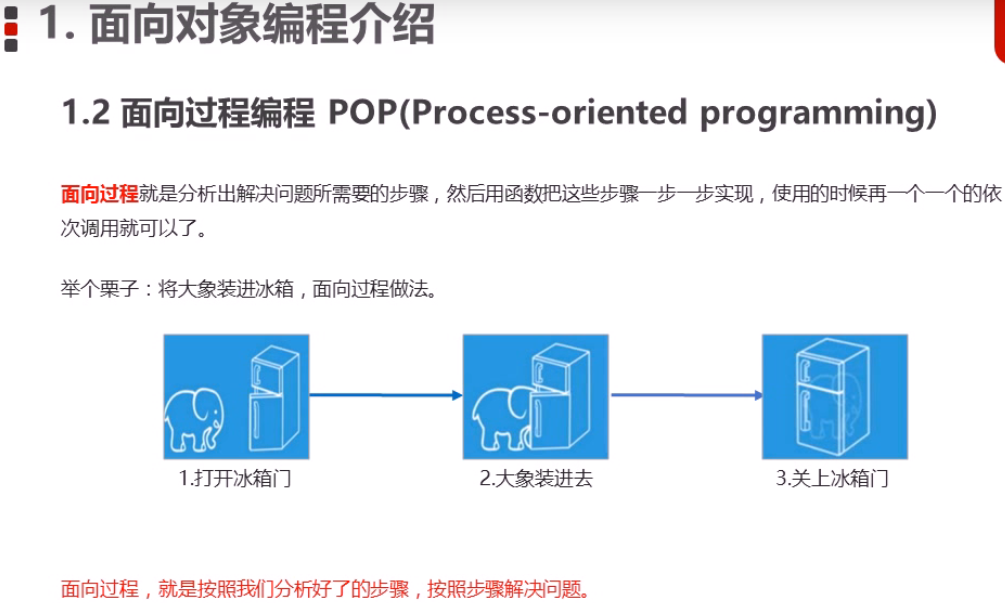 1. 面向对象编程介绍
1.2 面向过程编程 POP(Process-oriented programming)
面向过程就是分析出解决问题所需要的步骤，然后用函数把这些步骤一步一步实现，使用的时候再一个一个的依
次调用就可以了。
举个栗子：将大象装进冰箱，面向过程做法。
1.打开冰箱门
2.大象装进去
3.关上冰箱门
面向过程，就是按照我们分析好了的步骤，按照步骤解决问题。